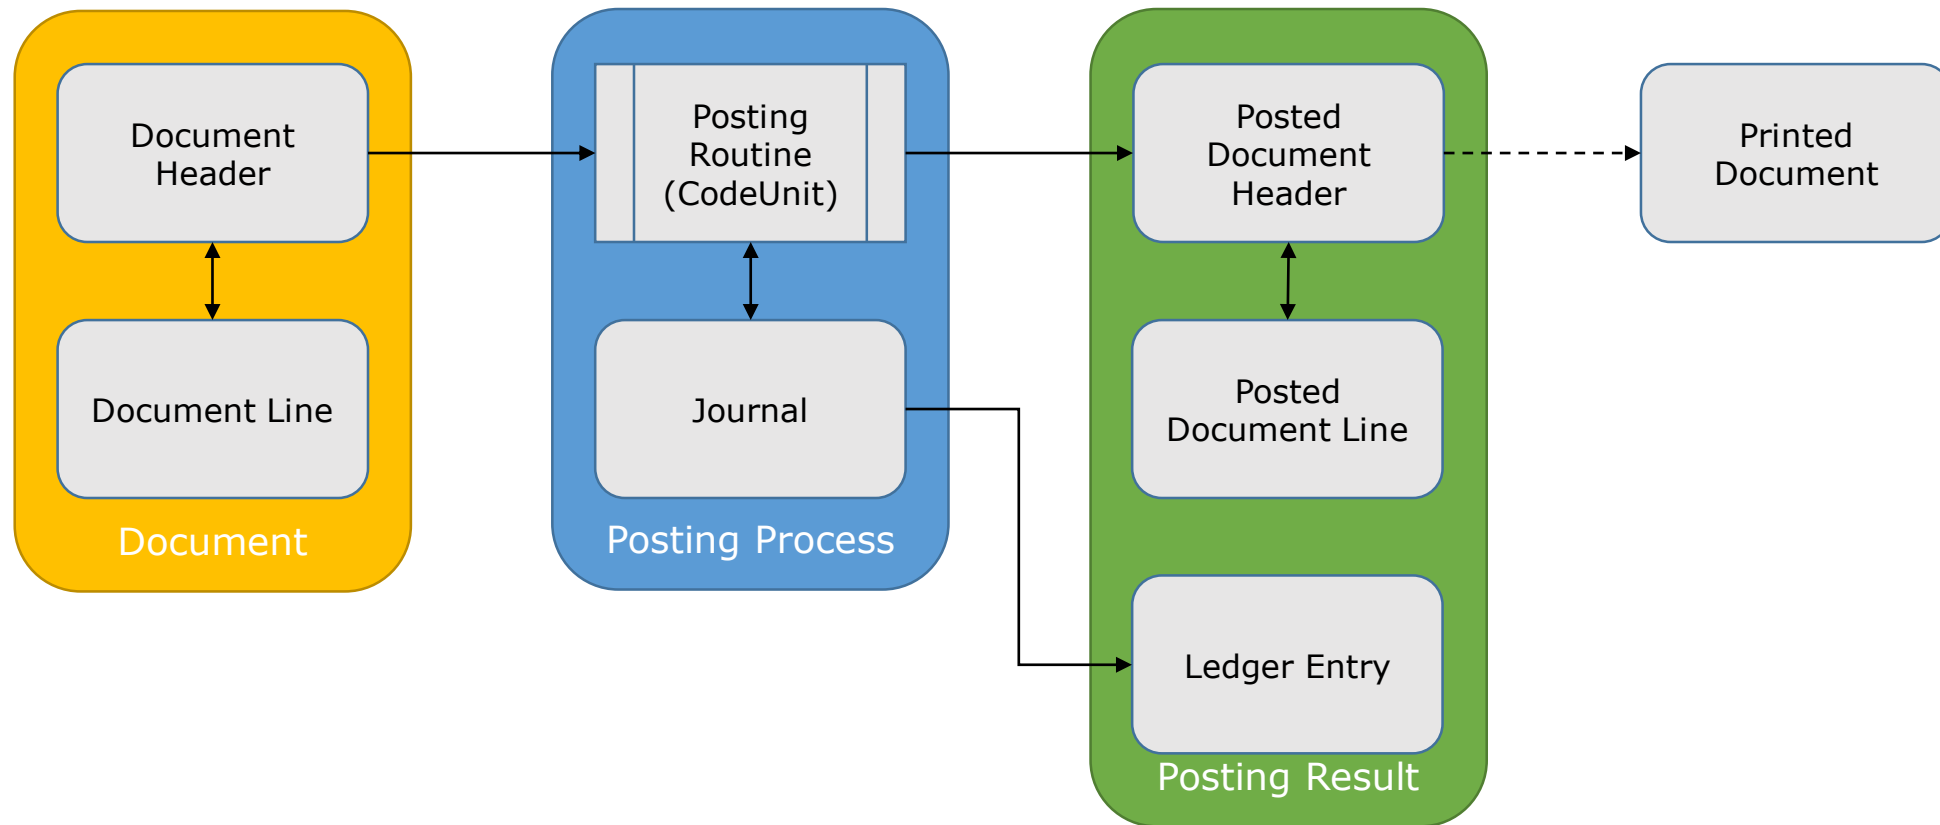 Document
Header
Document Line
Document
Posting
Routine
(CodeUnit)
Journal
Posting Process
Posted
Document
Header
Posted
Document Line
Ledger Entry
Posting Result
Printed
Document